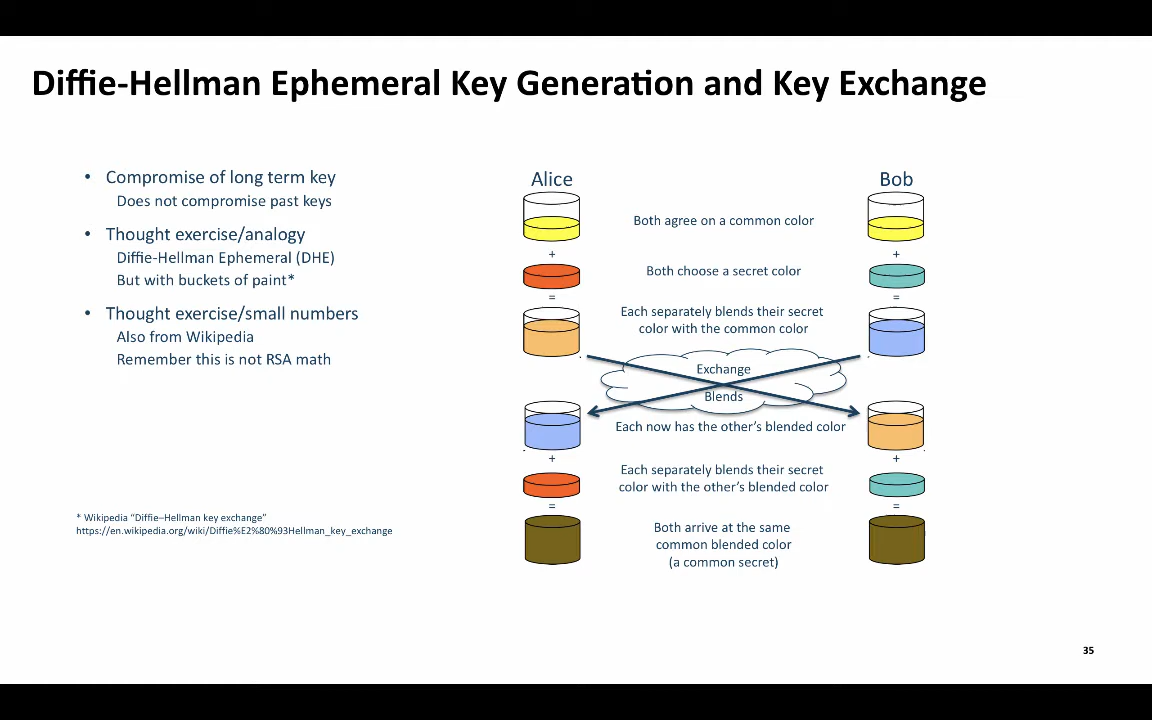 Diffie-Hellman Ephemeral Key Generation and Key Exchange
• Compromise of long term key
Does not compromise past keys
• Thought exercise/analogy
Diffie-Hellman Ephemeral (DHE)
But with buckets of paint*
• Thought exercise/small numbers
Also from Wikipedia
Remember this is not RSA math
* Wikipedia “Diffie–Hellman key exchange”
https://en.wikipedia.org/wiki/Diffie%E2%80%93Hellman_key_exchange
Alice
Bob
Both agree on a common color
+
+
Both choose a secret color
=
=
Each separately blends their secret
color with the common color
Exchange
Blends
Each now has the other’s blended color
+
+
Each separately blends their secret
color with the other’s blended color
=
=
Both arrive at the same
common blended color
(a common secret)
35